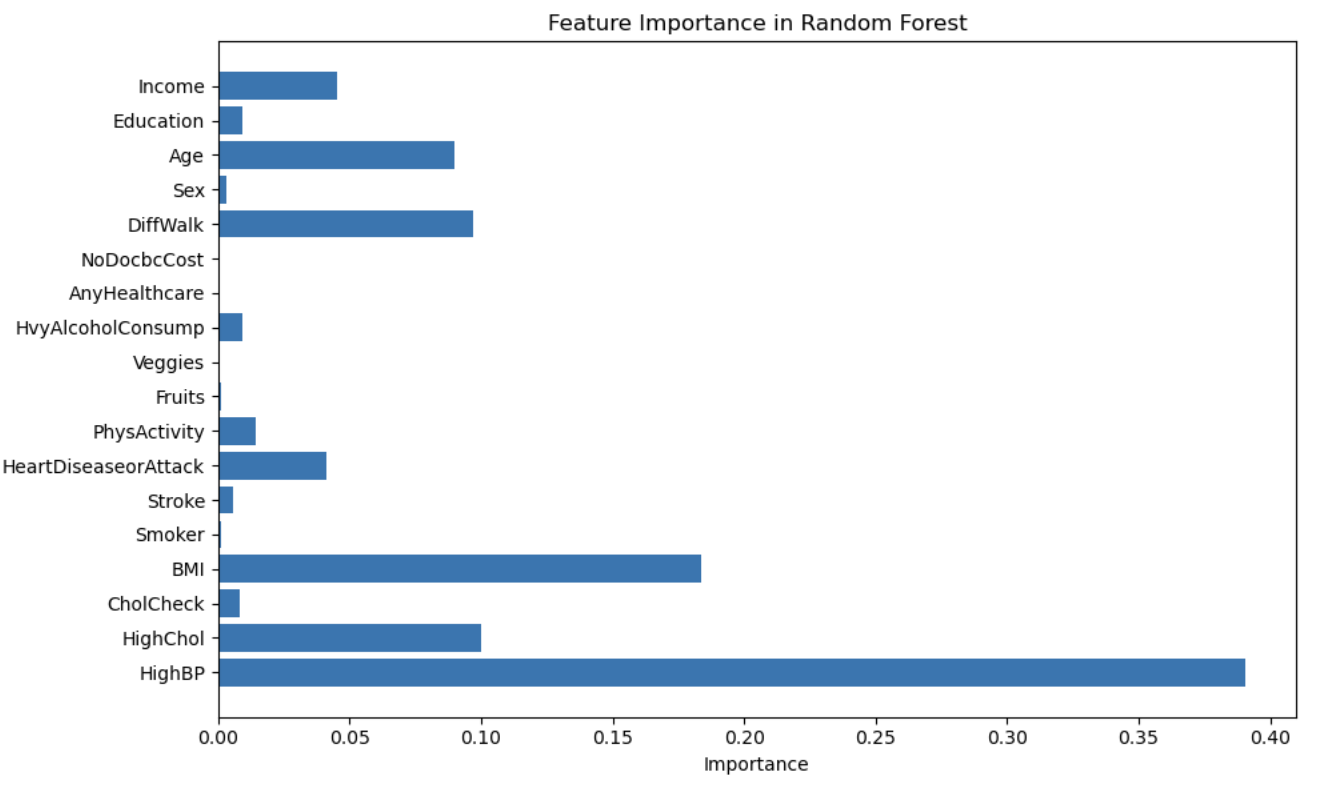 Feature Importance in Random Forest
Income
Education
Age
Sex
DiffWalk
NoDocbcCost
AnyHealthcare
HvyAlcoholConsump
Veggies
Fruits
PhysActivity
HeartDiseaseorAttack
Stroke
Smoker
BMI
CholCheck
HighChol
HighBP
0.00 0.05 0.10 0.15 0.20 0.25 0.30 0.35 0.40
Importance